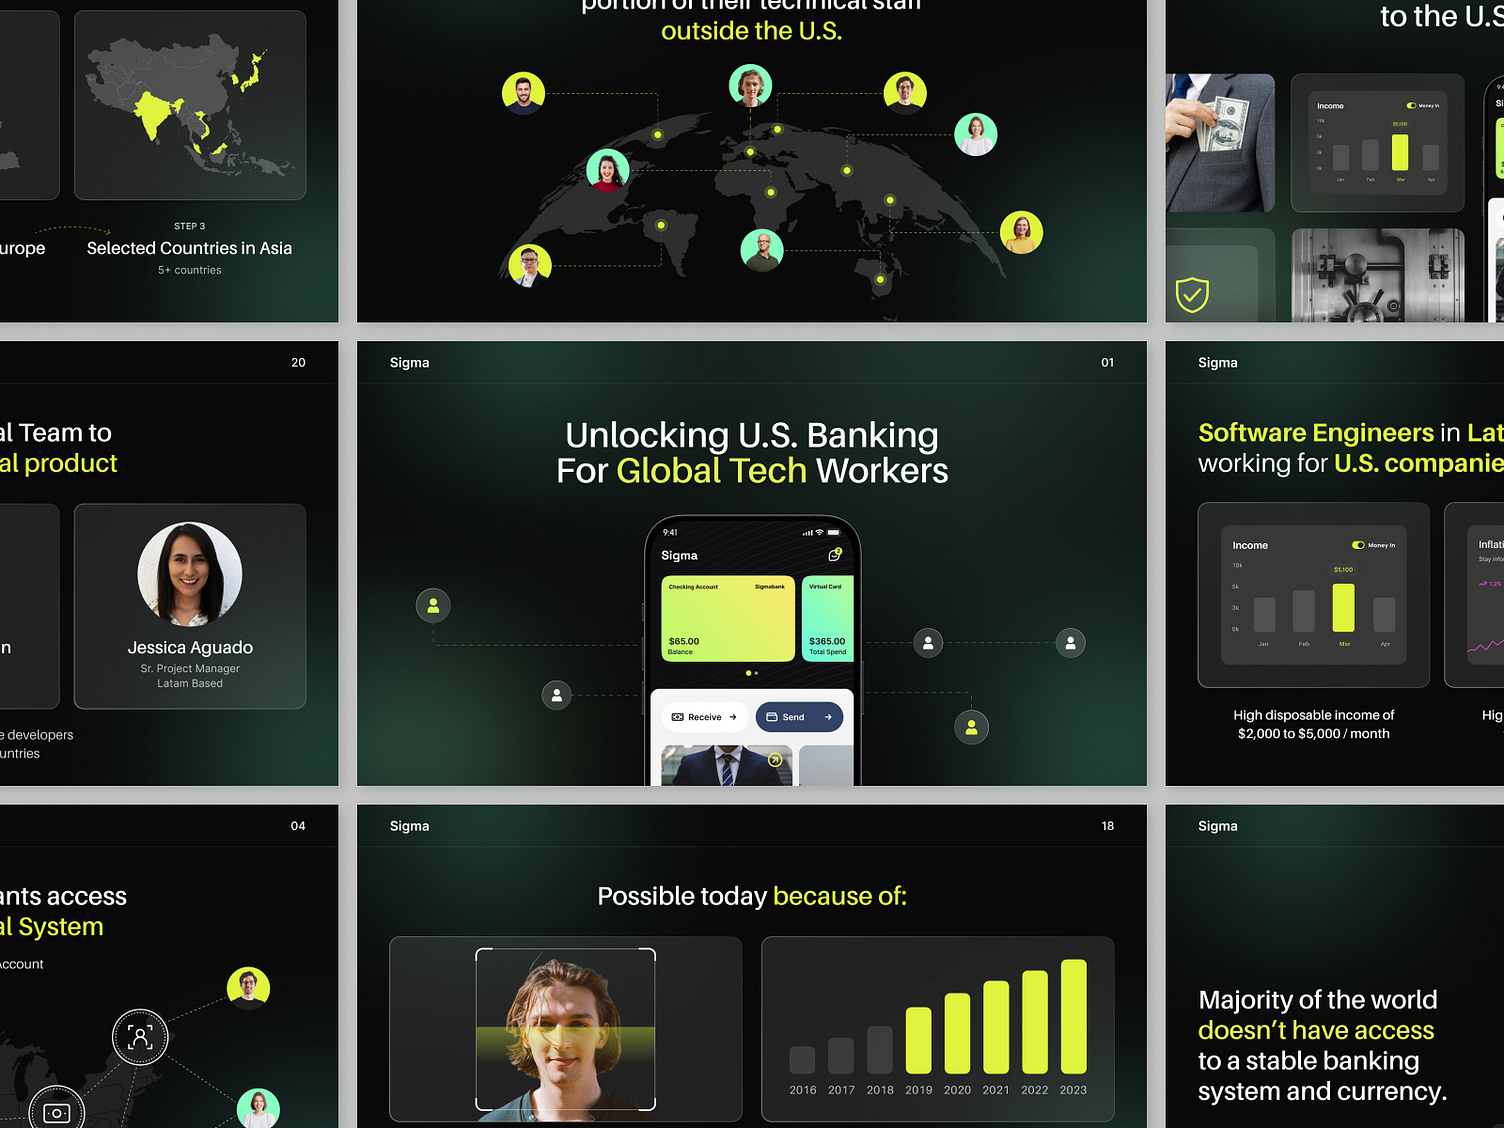 STEP 3
Selected Countries in Asia
5+ countries
portion of their technical staff
outside the U.S.
to the U.S
Income
Money In
10k
5k
3k
0k
$5,100
Jan
Feb
Mar
Apr
9:4
20
al Team to
al product
Jessica Aguado
Sr. Project Manager
Latam Based
e developers
Sigma
01
Unlocking U.S. Banking
For Global Tech Workers
9:41
Sigma
2
Checking Account
Sigmabank
$65.00
Balance
Virtual Card
$365.00
Total Spend
Receive
Send
Sigma
Software Engineers in Lat
working for U.S. companie
Income
Money In
10k
5k
3k
0k
$5,100
Jan
Feb
Mar
Apr
Inflati
Stay info
1.2%
High disposable income of
$2,000 to $5,000 / month
Hig
04
ants access
al System
Account
Sigma
18
Possible today because of:
2016
2017
2018
2019
2020
2021
2022
2023
Sigma
Majority of the world
doesn't have access
to a stable banking
system and currency.